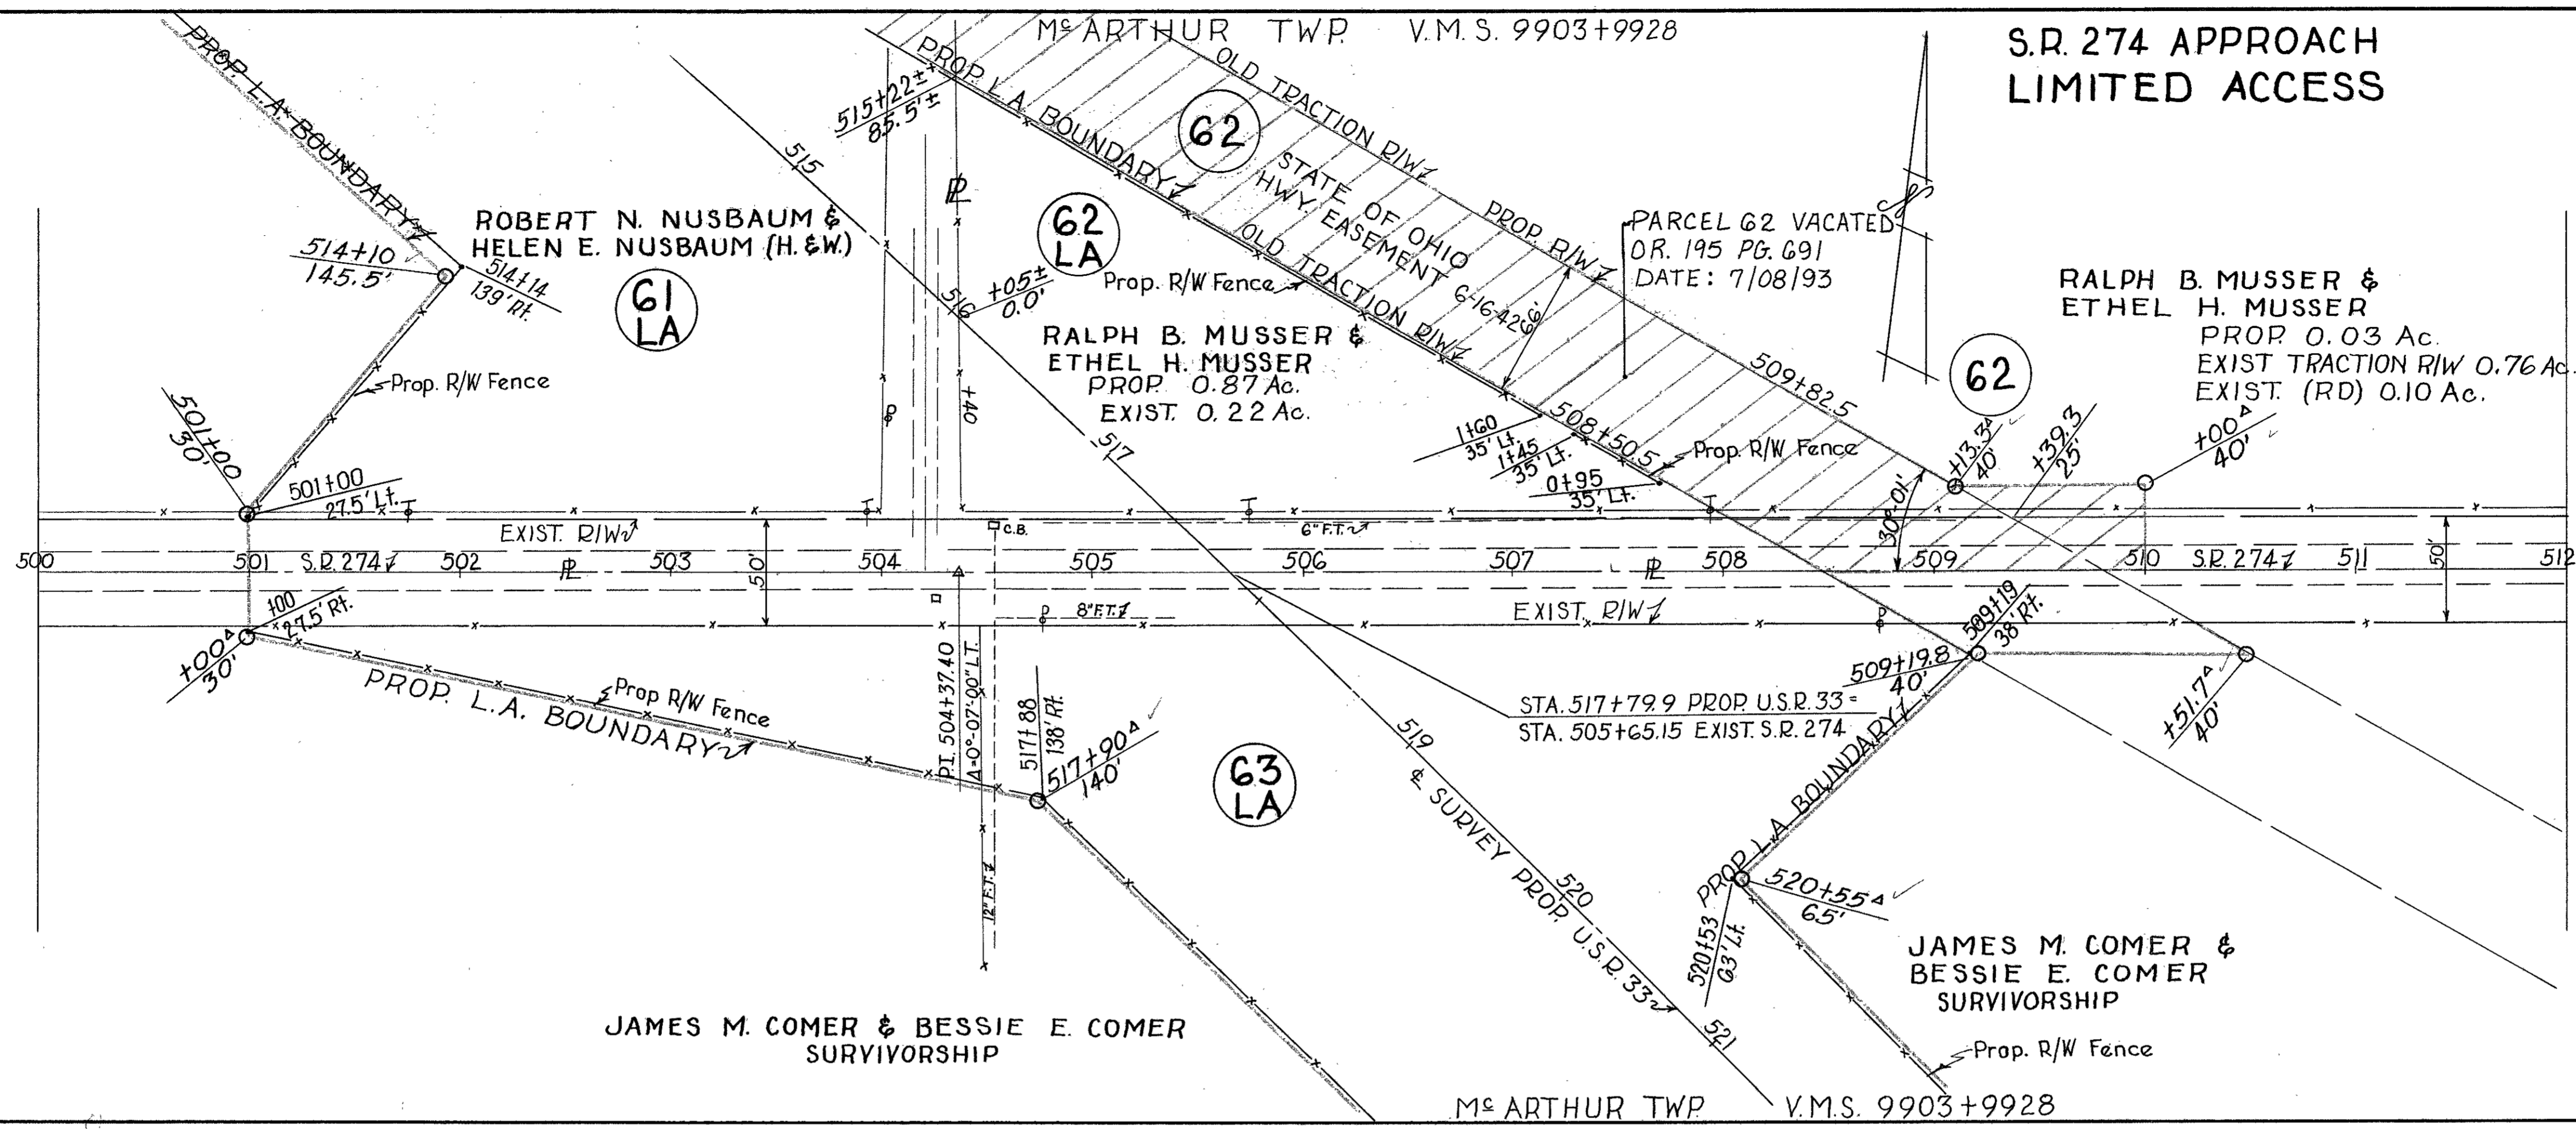 Mc ARTHUR TWP. V.M.S. 9903+9928
S.R. 274 APPROACH
LIMITED ACCESS
PROP. L.A. BOUNDARY
514+10
145.5'
514+14
139' Rt.
ROBERT N. NUSBAUM &
HELEN E. NUSBAUM (H. & W.)
61
LA
Prop. R/W Fence
501+00
30'
501+00
27.5' Lt.
515
516
517
515+22±
85.5'±
PROP. L.A. BOUNDARY
OLD TRACTION R/W
62
STATE OF OHIO
HWY. EASEMENT 6-16-42
66'
OLD TRACTION R/W
PROP. R/W
62
LA
+05±
0.0'
Prop. R/W Fence
RALPH B. MUSSER &
ETHEL H. MUSSER
PROP. 0.87 Ac.
EXIST. 0.22 Ac.
+40
PARCEL 62 VACATED
OR. 195 PG. 691
DATE: 7/08/93
RALPH B. MUSSER &
ETHEL H. MUSSER
PROP. 0.03 Ac.
EXIST TRACTION R/W 0.76 Ac.
EXIST. (RD) 0.10 Ac.
62
509+82.5
508+50.5
1+60
35' Lt.
1+45
35' Lt.
0+95
35' Lt.
Prop. R/W Fence
+13.3
40'
+39.3
25'
+00
40'
30°-01'
EXIST. R/W
C.B.
6" F.T.
500 501 S.R. 274 502 503 504 505 506 507 508 509 510 S.R. 274 511 512
50'
50'
8" F.T.
EXIST. R/W
+00
27.5' Rt.
+00
30'
PROP. L.A. BOUNDARY
Prop R/W Fence
P.I. 504+37.40
Δ=0°-07'-00" LT.
12" F.T.
517+88
138' Rt.
517+90
140'
63
LA
STA. 517+79.9 PROP. U.S.R. 33 =
STA. 505+65.15 EXIST. S.R. 274
509+19
38' Rt.
509+19.8
40'
+51.7
40'
519
℄ SURVEY PROP. U.S.R. 33
520
521
PROP. L.A. BOUNDARY
520+55
65'
520+53
63' Lt.
JAMES M. COMER &
BESSIE E. COMER
SURVIVORSHIP
Prop. R/W Fence
JAMES M. COMER & BESSIE E. COMER
SURVIVORSHIP
Mc ARTHUR TWP. V.M.S. 9903+9928